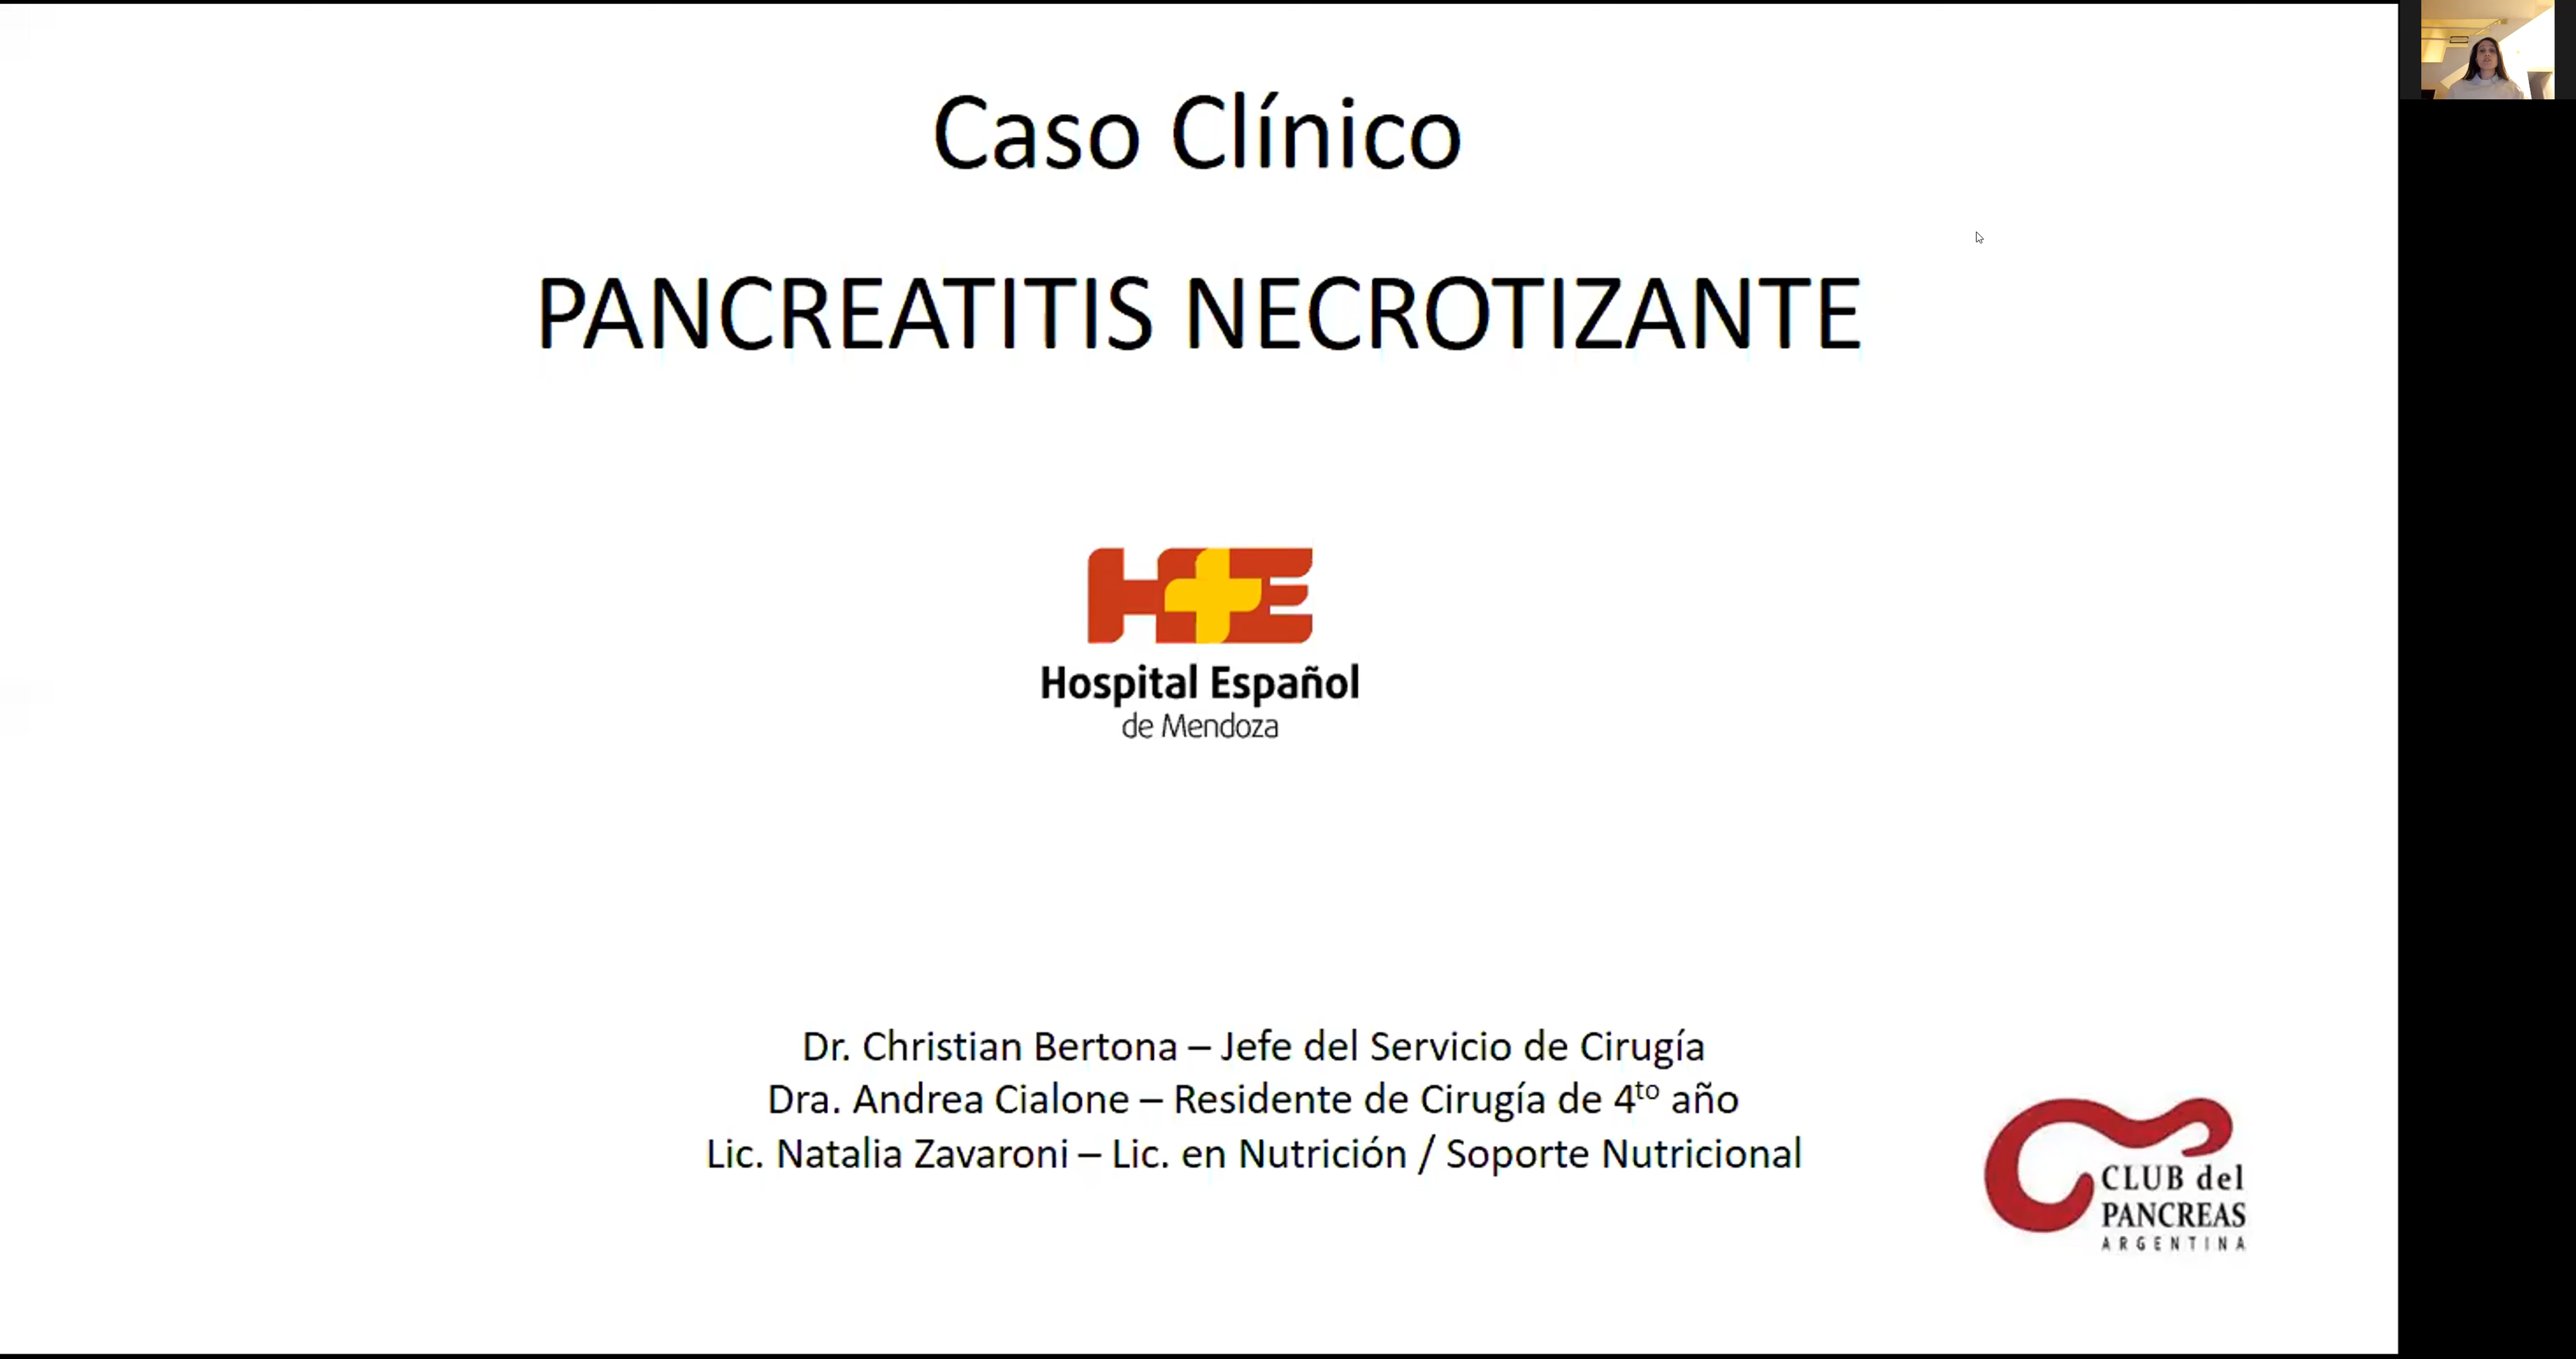 Caso Clínico
PANCREATITIS NECROTIZANTE
H+E
Hospital Español
de Mendoza
Dr. Christian Bertona – Jefe del Servicio de Cirugía
Dra. Andrea Cialone – Residente de Cirugía de 4to año
Lic. Natalia Zavaroni – Lic. en Nutrición / Soporte Nutricional
CLUB del
PANCREAS
ARGENTINA